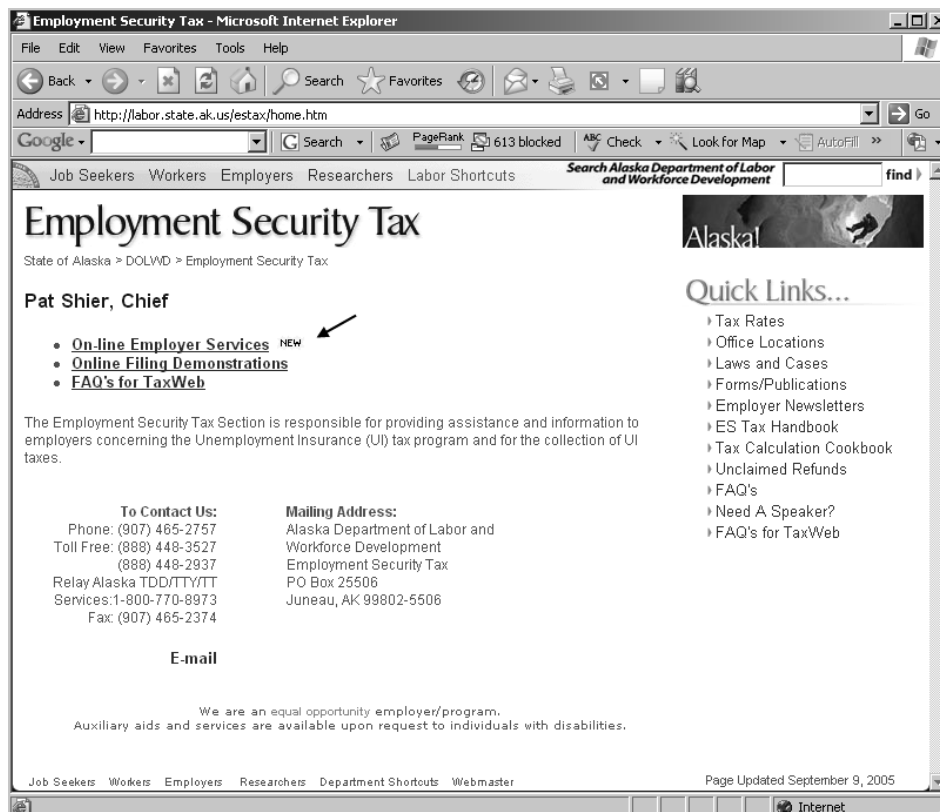 Employment Security Tax - Microsoft Internet Explorer
File Edit View Favorites Tools Help
Back Search Favorites
Address http://labor.state.ak.us/estax/home.htm Go
Google Search PageRank 613 blocked ABC Check Look for Map AutoFill »
Job Seekers Workers Employers Researchers Labor Shortcuts Search Alaska Department of Labor and Workforce Development find
Employment Security Tax
Alaska!
State of Alaska > DOLWD > Employment Security Tax
Pat Shier, Chief
• On-line Employer Services NEW
• Online Filing Demonstrations
• FAQ's for TaxWeb
The Employment Security Tax Section is responsible for providing assistance and information to
employers concerning the Unemployment Insurance (UI) tax program and for the collection of UI
taxes.
To Contact Us:
Phone: (907) 465-2757
Toll Free: (888) 448-3527
(888) 448-2937
Relay Alaska TDD/TTY/TT
Services:1-800-770-8973
Fax: (907) 465-2374
E-mail
Mailing Address:
Alaska Department of Labor and
Workforce Development
Employment Security Tax
PO Box 25506
Juneau, AK 99802-5506
Quick Links...
Tax Rates
Office Locations
Laws and Cases
Forms/Publications
Employer Newsletters
ES Tax Handbook
Tax Calculation Cookbook
Unclaimed Refunds
FAQ's
Need A Speaker?
FAQ's for TaxWeb
We are an equal opportunity employer/program.
Auxiliary aids and services are available upon request to individuals with disabilities.
Job Seekers Workers Employers Researchers Department Shortcuts Webmaster
Page Updated September 9, 2005
Internet